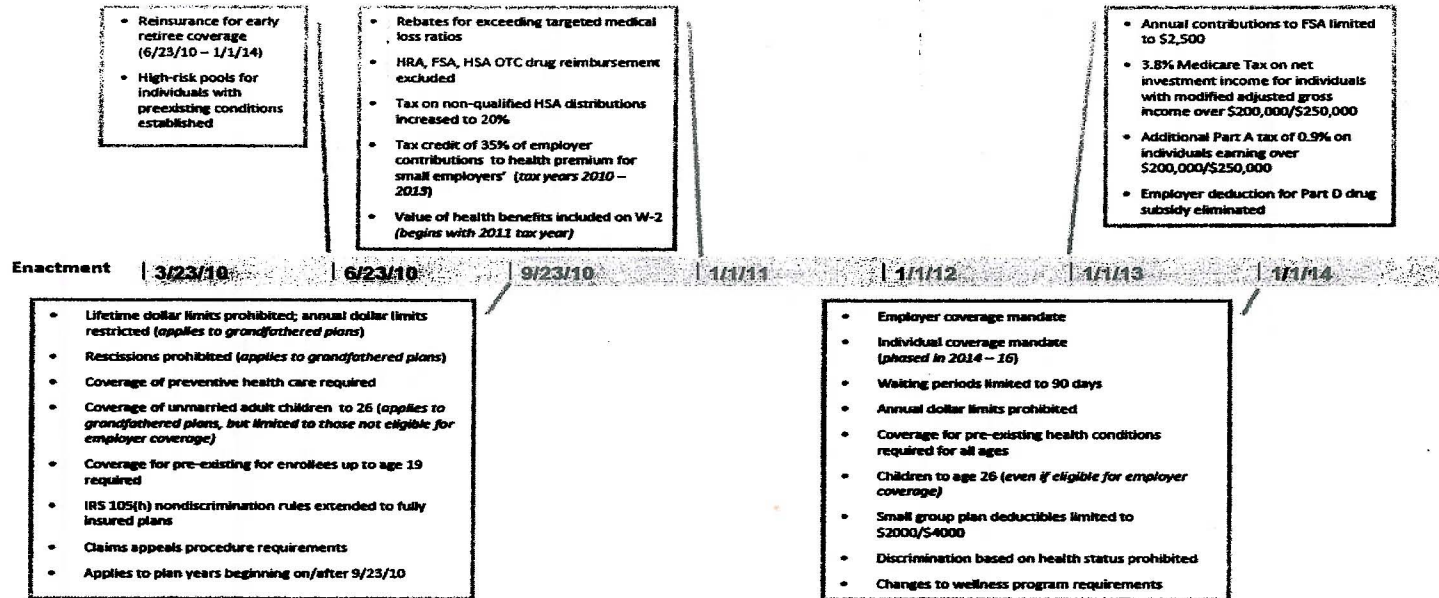 • Reinsurance for early
retiree coverage
(6/23/10 – 1/1/14)
• High-risk pools for
individuals with
preexisting conditions
established
• Rebates for exceeding targeted medical
loss ratios
• HRA, FSA, HSA OTC drug reimbursement
excluded
• Tax on non-qualified HSA distributions
increased to 20%
• Tax credit of 35% of employer
contributions to health premium for
small employers' (tax years 2010 –
2013)
• Value of health benefits included on W-2
(begins with 2011 tax year)
• Annual contributions to FSA limited
to $2,500
• 3.8% Medicare Tax on net
investment income for individuals
with modified adjusted gross
income over $200,000/$250,000
• Additional Part A tax of 0.9% on
individuals earning over
$200,000/$250,000
• Employer deduction for Part D drug
subsidy eliminated
Enactment | 3/23/10 | 6/23/10 | 9/23/10 | 1/1/11 | 1/1/12 | 1/1/13 | 1/1/14
• Lifetime dollar limits prohibited; annual dollar limits
restricted (applies to grandfathered plans)
• Rescissions prohibited (applies to grandfathered plans)
• Coverage of preventive health care required
• Coverage of unmarried adult children to 26 (applies to
grandfathered plans, but limited to those not eligible for
employer coverage)
• Coverage for pre-existing for enrollees up to age 19
required
• IRS 105(h) nondiscrimination rules extended to fully
insured plans
• Claims appeals procedure requirements
• Applies to plan years beginning on/after 9/23/10
• Employer coverage mandate
• Individual coverage mandate
(phased in 2014 – 16)
• Waiting periods limited to 90 days
• Annual dollar limits prohibited
• Coverage for pre-existing health conditions
required for all ages
• Children to age 26 (even if eligible for employer
coverage)
• Small group plan deductibles limited to
$2000/$4000
• Discrimination based on health status prohibited
• Changes to wellness program requirements